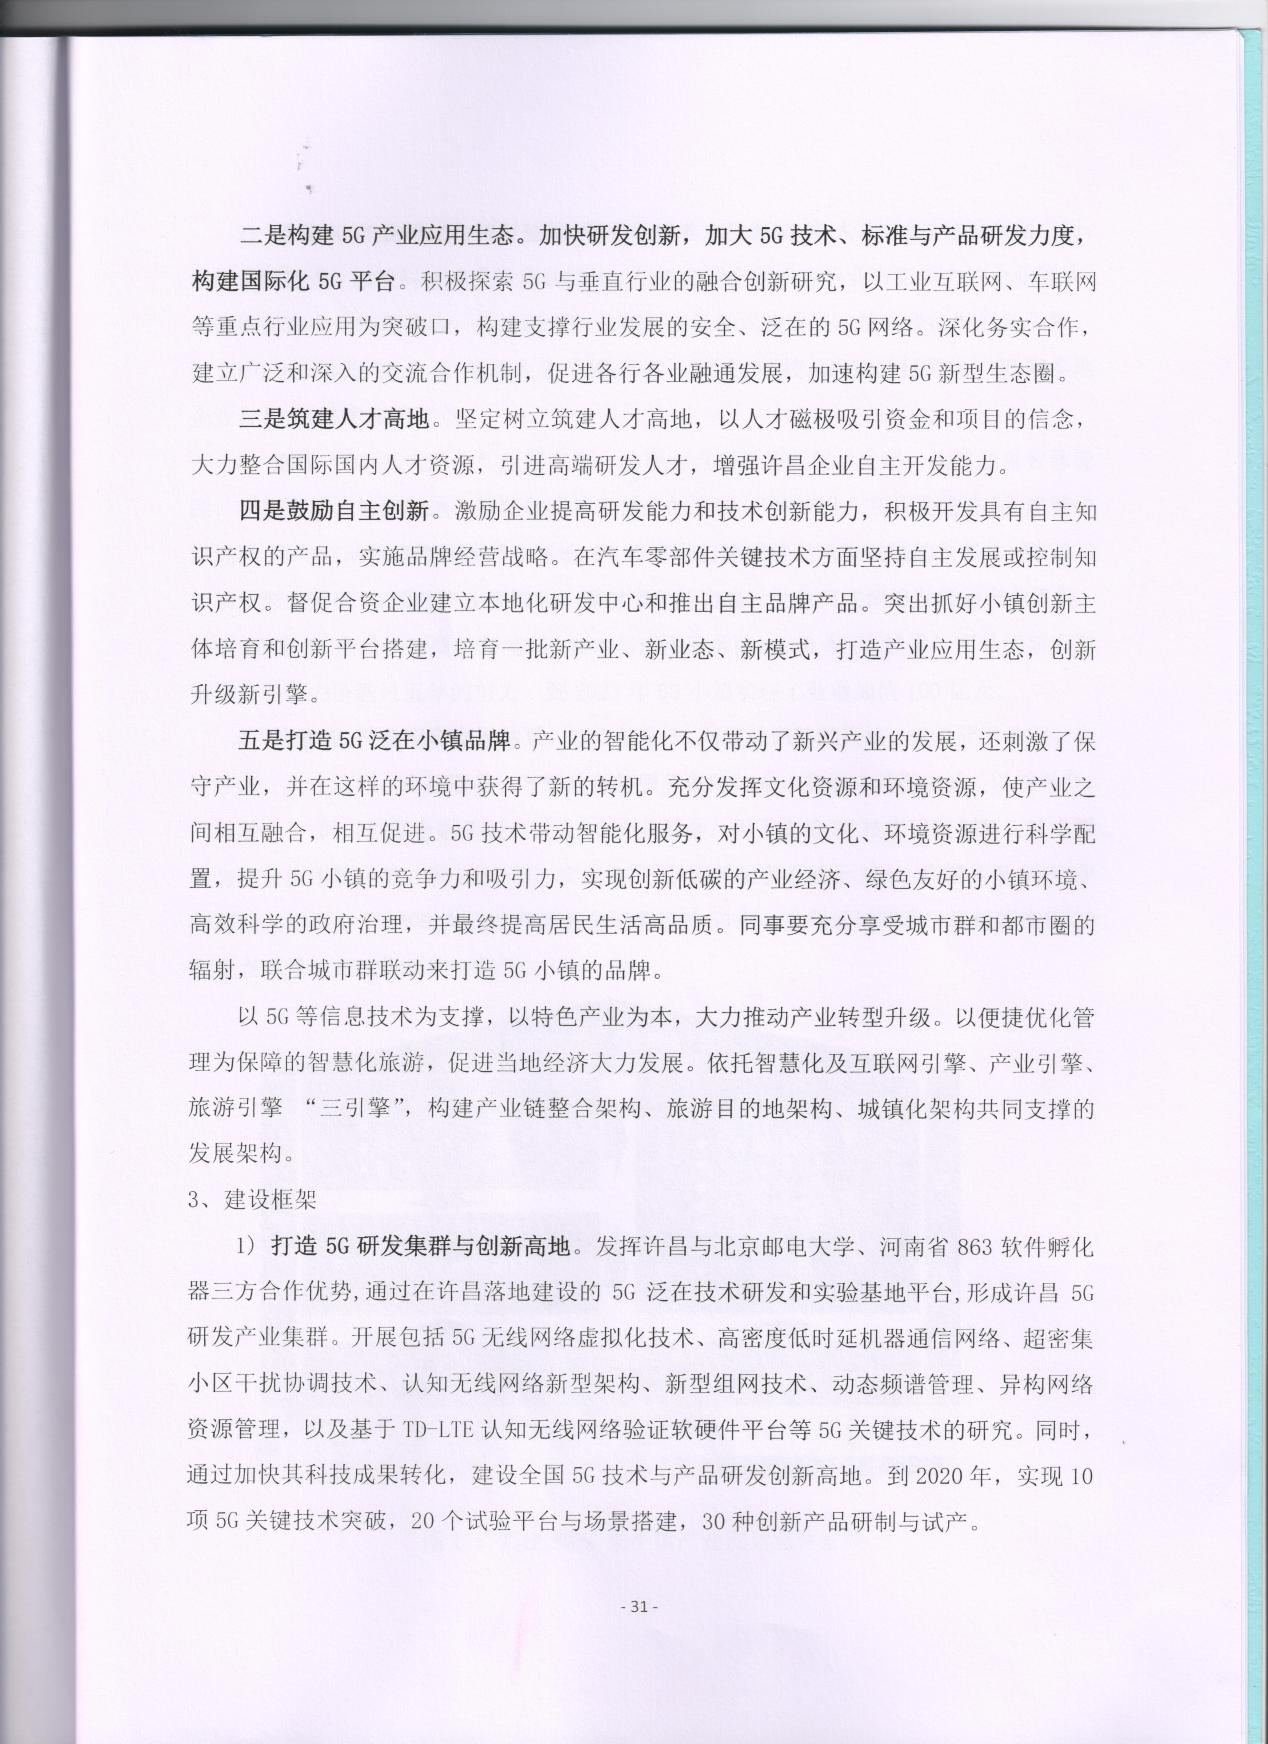 二是构建 5G 产业应用生态。加快研发创新，加大 5G 技术、标准与产品研发力度，
构建国际化 5G 平台。积极探索 5G 与垂直行业的融合创新研究，以工业互联网、车联网
等重点行业应用为突破口，构建支撑行业发展的安全、泛在的 5G 网络。深化务实合作，
建立广泛和深入的交流合作机制，促进各行各业融通发展，加速构建 5G 新型生态圈。
三是筑建人才高地。坚定树立筑建人才高地，以人才磁极吸引资金和项目的信念，
大力整合国际国内人才资源，引进高端研发人才，增强许昌企业自主开发能力。
四是鼓励自主创新。激励企业提高研发能力和技术创新能力，积极开发具有自主知
识产权的产品，实施品牌经营战略。在汽车零部件关键技术方面坚持自主发展或控制知
识产权。督促合资企业建立本地化研发中心和推出自主品牌产品。突出抓好小镇创新主
体培育和创新平台搭建，培育一批新产业、新业态、新模式，打造产业应用生态，创新
升级新引擎。
五是打造 5G 泛在小镇品牌。产业的智能化不仅带动了新兴产业的发展，还刺激了保
守产业，并在这样的环境中获得了新的转机。充分发挥文化资源和环境资源，使产业之
间相互融合，相互促进。5G 技术带动智能化服务，对小镇的文化、环境资源进行科学配
置，提升 5G 小镇的竞争力和吸引力，实现创新低碳的产业经济、绿色友好的小镇环境、
高效科学的政府治理，并最终提高居民生活高品质。同事要充分享受城市群和都市圈的
辐射，联合城市群联动来打造 5G 小镇的品牌。
以 5G 等信息技术为支撑，以特色产业为本，大力推动产业转型升级。以便捷优化管
理为保障的智慧化旅游，促进当地经济大力发展。依托智慧化及互联网引擎、产业引擎、
旅游引擎 “三引擎”，构建产业链整合架构、旅游目的地架构、城镇化架构共同支撑的
发展架构。
3、建设框架
1) 打造 5G 研发集群与创新高地。发挥许昌与北京邮电大学、河南省 863 软件孵化
器三方合作优势,通过在许昌落地建设的 5G 泛在技术研发和实验基地平台,形成许昌 5G
研发产业集群。开展包括 5G 无线网络虚拟化技术、高密度低时延机器通信网络、超密集
小区干扰协调技术、认知无线网络新型架构、新型组网技术、动态频谱管理、异构网络
资源管理，以及基于 TD-LTE 认知无线网络验证软硬件平台等 5G 关键技术的研究。同时，
通过加快其科技成果转化，建设全国 5G 技术与产品研发创新高地。到 2020 年，实现 10
项 5G 关键技术突破，20 个试验平台与场景搭建，30 种创新产品研制与试产。
- 31 -